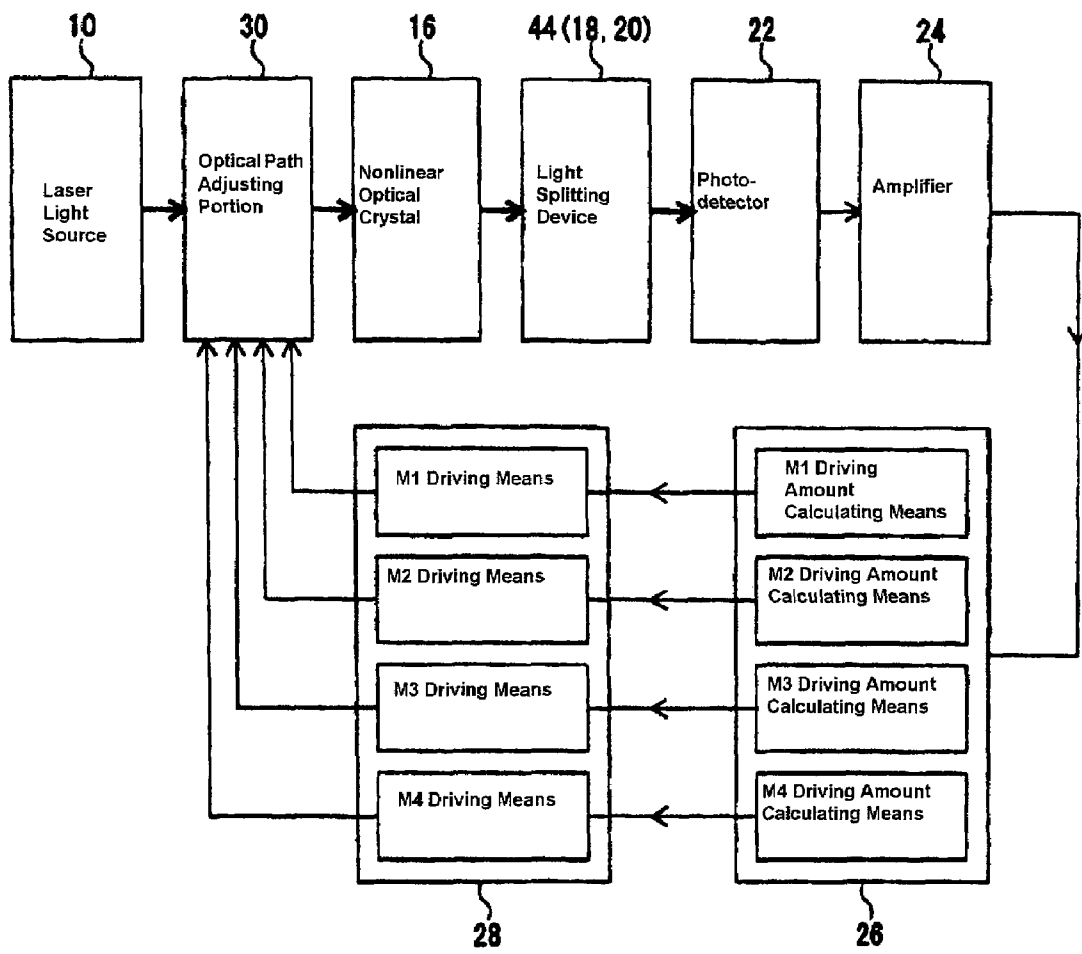 10
30
16
44 (18, 20)
22
24
Laser
Light
Source
Optical Path
Adjusting
Portion
Nonlinear
Optical
Crystal
Light
Splitting
Device
Photo-
detector
Amplifier
M1 Driving Means
M1 Driving
Amount
Calculating Means
M2 Driving Means
M2 Driving Amount
Calculating Means
M3 Driving Means
M3 Driving Amount
Calculating Means
M4 Driving Means
M4 Driving Amount
Calculating Means
28
26